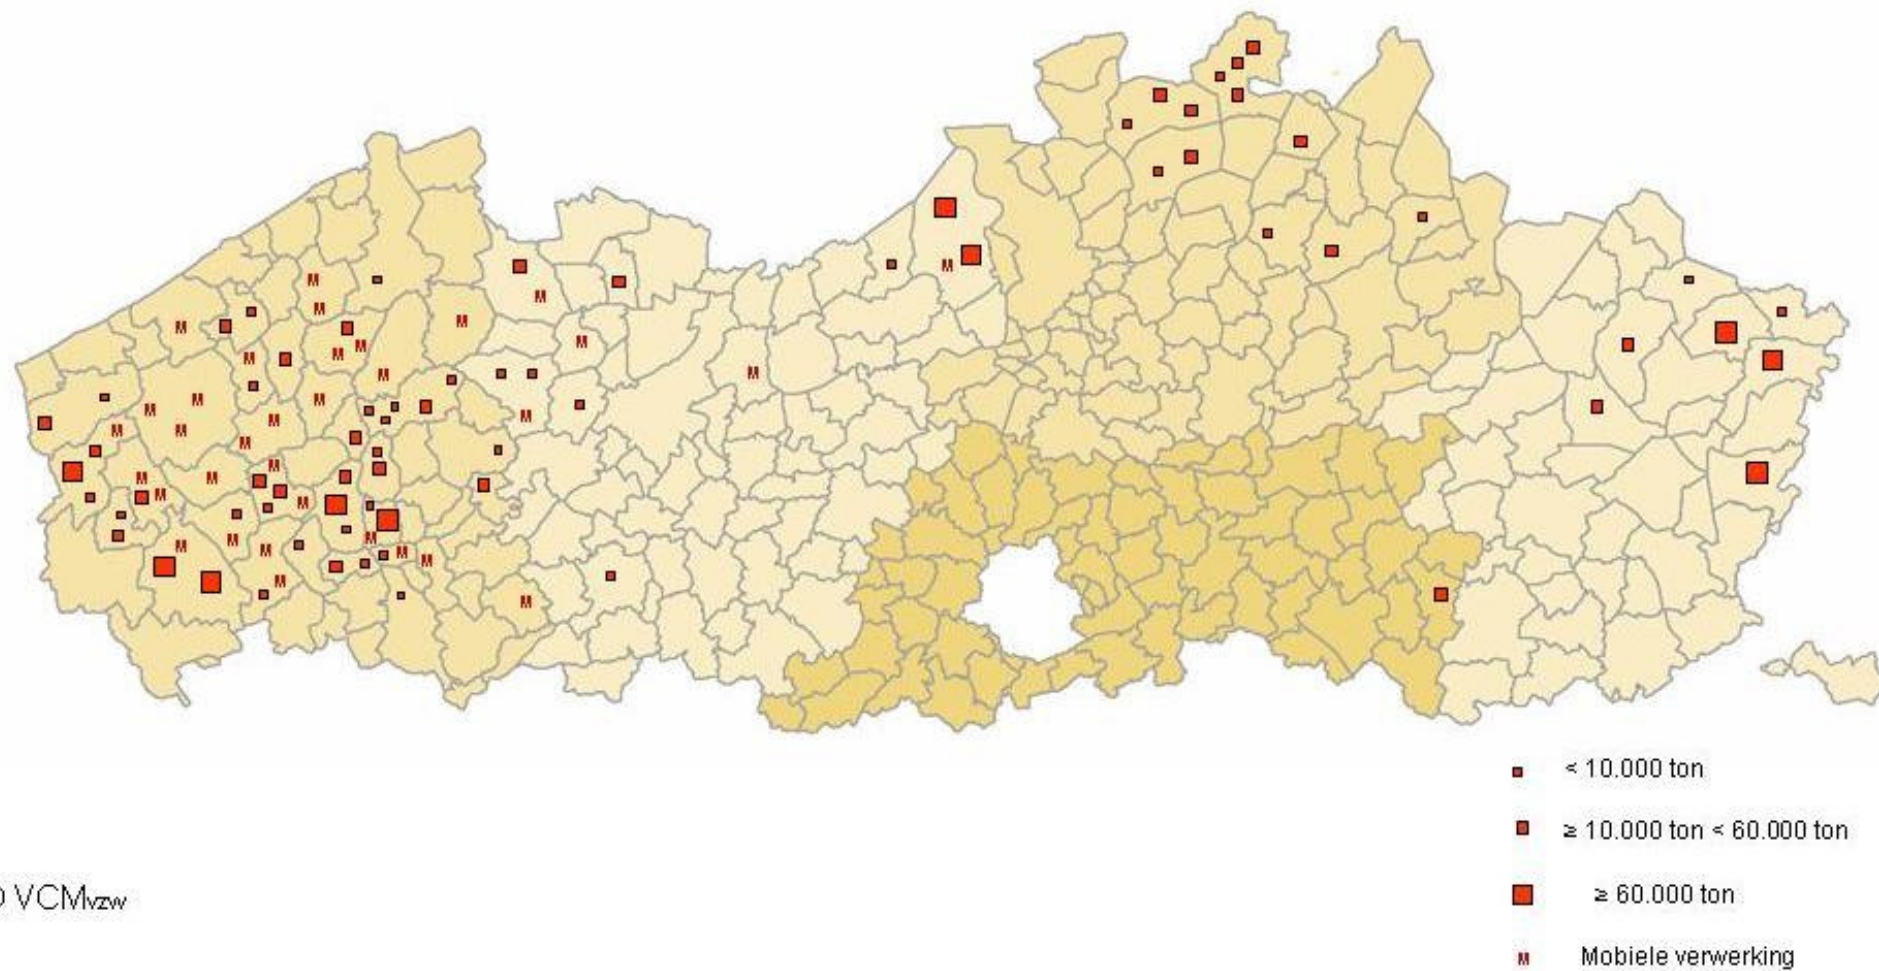 < 10.000 ton
≥ 10.000 ton < 60.000 ton
≥ 60.000 ton
M Mobiele verwerking
VCMvzw